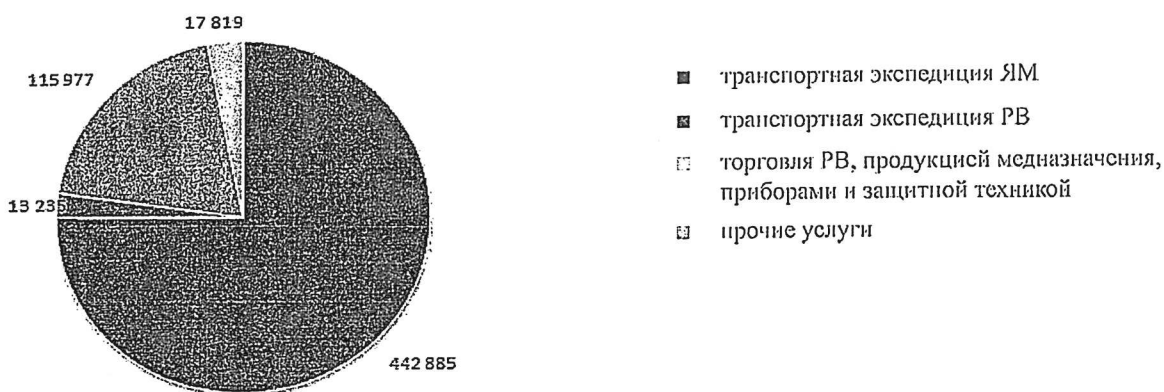 17 819
115 977
13 235
442 885
транспортная экспедиция ЯМ
транспортная экспедиция РВ
торговля РВ, продукцией медназначения,
приборами и защитной техникой
прочие услуги